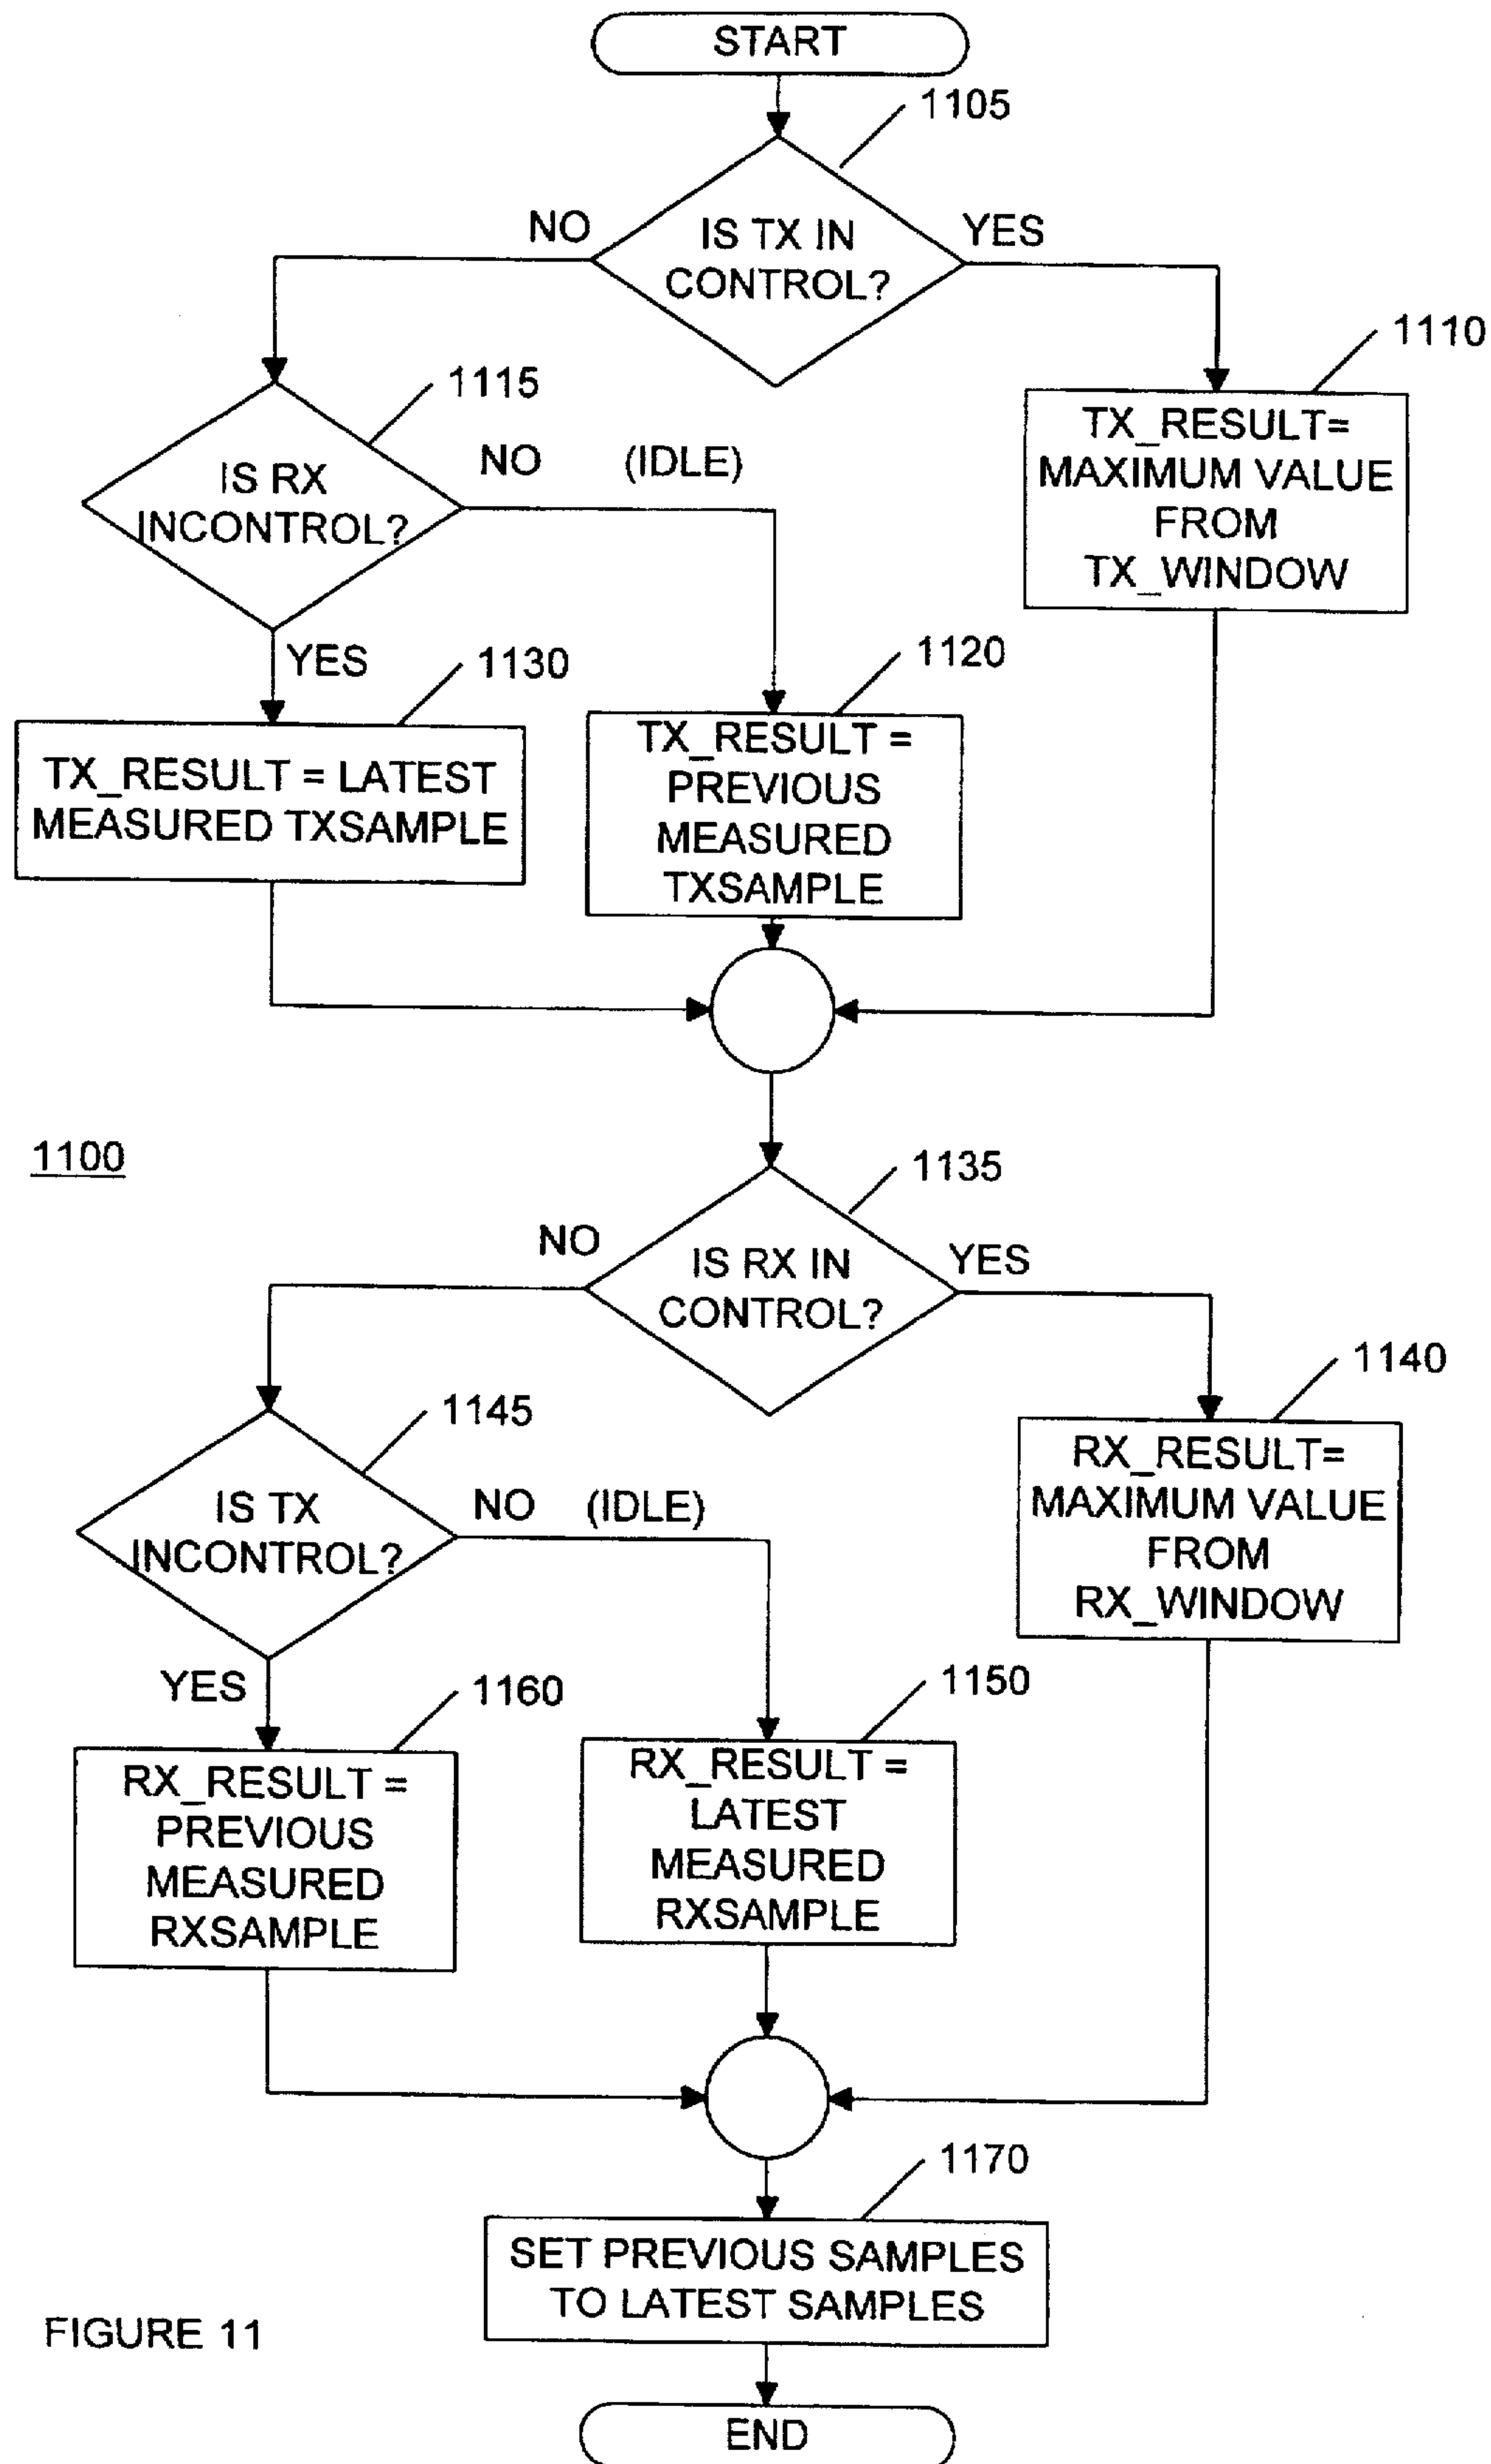 START
1105
NO
YES
IS TX IN
CONTROL?
1110
1115
TX_RESULT=
MAXIMUM VALUE
FROM
TX_WINDOW
NO (IDLE)
IS RX
INCONTROL?
YES
1130
1120
TX_RESULT = LATEST
MEASURED TXSAMPLE
TX_RESULT =
PREVIOUS
MEASURED
TXSAMPLE
1100
1135
NO
YES
IS RX IN
CONTROL?
1140
1145
RX_RESULT=
MAXIMUM VALUE
FROM
RX_WINDOW
NO (IDLE)
IS TX
INCONTROL?
YES
1160
1150
RX_RESULT =
PREVIOUS
MEASURED
RXSAMPLE
RX_RESULT =
LATEST
MEASURED
RXSAMPLE
1170
SET PREVIOUS SAMPLES
TO LATEST SAMPLES
FIGURE 11
END